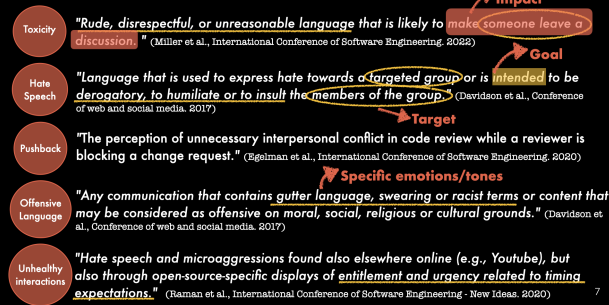 Impact
Toxicity
"Rude, disrespectful, or unreasonable language that is likely to make someone leave a
discussion. " (Miller et al., International Conference of Software Engineering. 2022)
Goal
Hate
Speech
"Language that is used to express hate towards a targeted group or is intended to be
derogatory, to humiliate or to insult the members of the group." (Davidson et al., Conference
of web and social media. 2017)
Target
Pushback
"The perception of unnecessary interpersonal conflict in code review while a reviewer is
blocking a change request." (Egelman et al., International Conference of Software Engineering. 2020)
Specific emotions/tones
Offensive
Language
"Any communication that contains gutter language, swearing or racist terms or content that
may be considered as offensive on moral, social, religious or cultural grounds." (Davidson et
al., Conference of web and social media. 2017)
Unhealthy
interactions
"Hate speech and microaggressions found also elsewhere online (e.g., Youtube), but
also through open-source-specific displays of entitlement and urgency related to timing
expectations." (Raman et al., International Conference of Software Engineering - New Ideas. 2020)
7